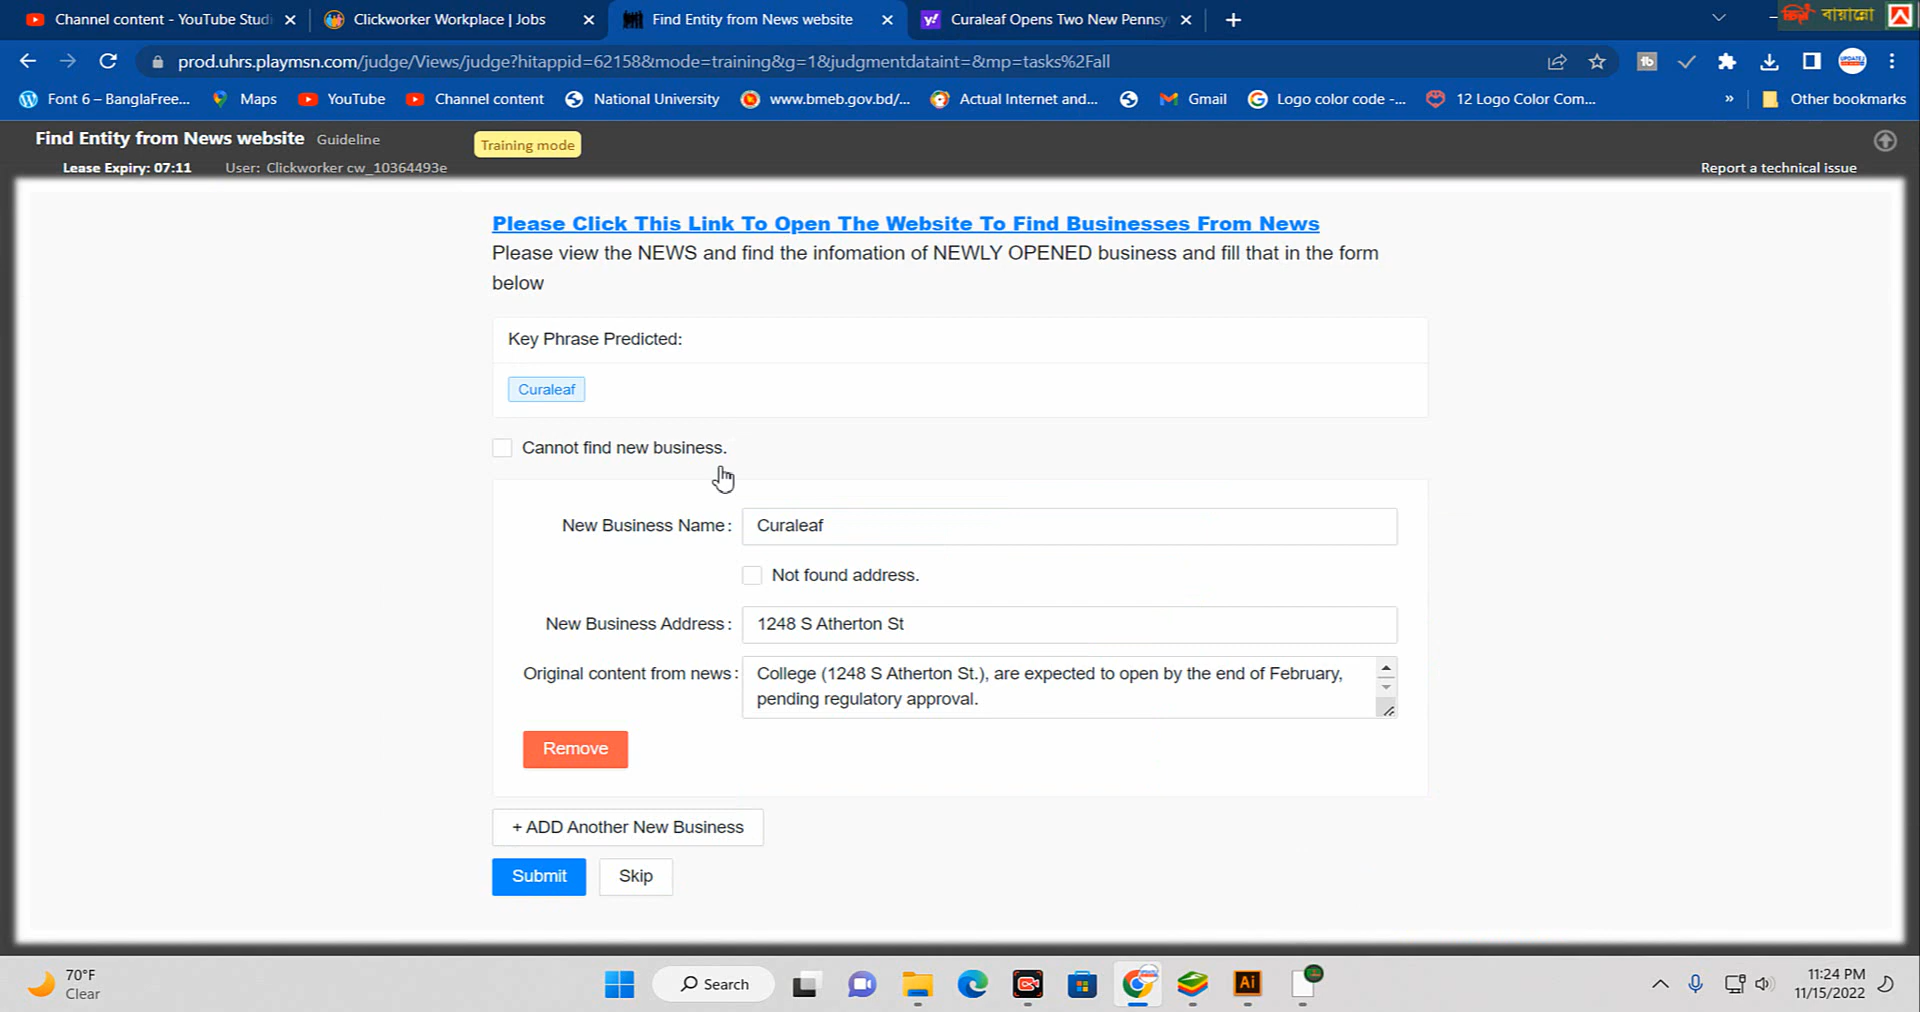 Channel content - YouTube Studi
Clickworker Workplace | Jobs
Find Entity from News website
Curaleaf Opens Two New Pennsy
বায়ান্নো
prod.uhrs.playmsn.com/judge/Views/judge?hitappid=62158&mode=training&g=1&judgmentdataint=&mp=tasks%2Fall
Font 6 – BanglaFree...
Maps
YouTube
Channel content
National University
www.bmeb.gov.bd/...
Actual Internet and...
Gmail
Logo color code -...
12 Logo Color Com...
»
Other bookmarks
Find Entity from News website
Guideline
Training mode
Lease Expiry: 07:11
User: Clickworker cw_10364493e
Report a technical issue
Please Click This Link To Open The Website To Find Businesses From News
Please view the NEWS and find the infomation of NEWLY OPENED business and fill that in the form
below
Key Phrase Predicted:
Curaleaf
Cannot find new business.
New Business Name :
Curaleaf
Not found address.
New Business Address :
1248 S Atherton St
Original content from news :
College (1248 S Atherton St.), are expected to open by the end of February,
pending regulatory approval.
Remove
+ ADD Another New Business
Submit
Skip
70°F
Clear
Search
Ai
11:24 PM
11/15/2022